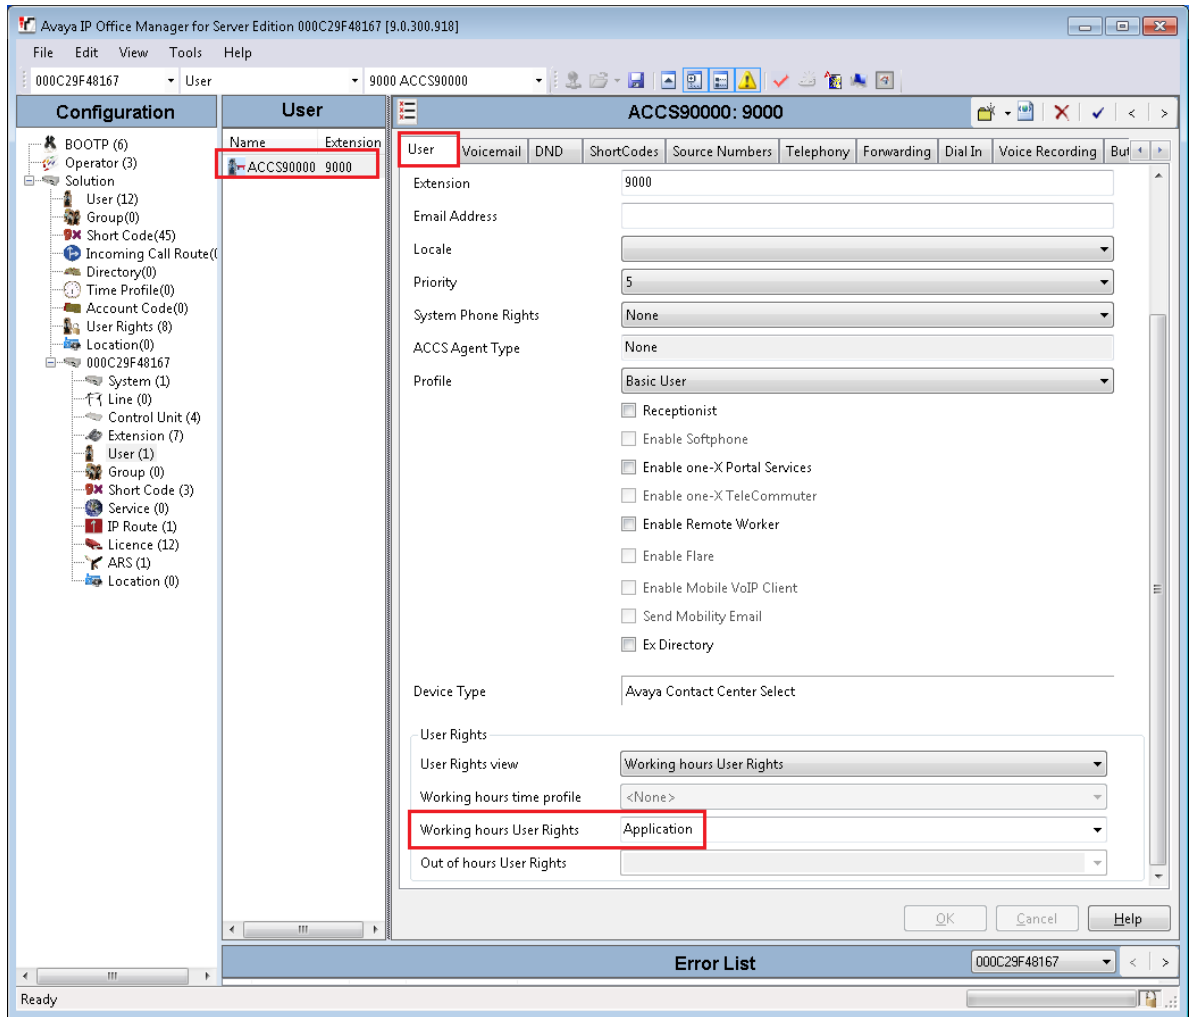 Avaya IP Office Manager for Server Edition 000C29F48167 [9.0.300.918]
File Edit View Tools Help
000C29F48167 User 9000 ACCS90000
Configuration
BOOTP (6)
Operator (3)
Solution
User (12)
Group(0)
Short Code(45)
Incoming Call Route(
Directory(0)
Time Profile(0)
Account Code(0)
User Rights (8)
Location(0)
000C29F48167
System (1)
Line (0)
Control Unit (4)
Extension (7)
User (1)
Group (0)
Short Code (3)
Service (0)
IP Route (1)
Licence (12)
ARS (1)
Location (0)
User
Name Extension
ACCS90000 9000
ACCS90000: 9000
User Voicemail DND ShortCodes Source Numbers Telephony Forwarding Dial In Voice Recording But
Extension 9000
Email Address
Locale
Priority 5
System Phone Rights None
ACCS Agent Type None
Profile Basic User
Receptionist
Enable Softphone
Enable one-X Portal Services
Enable one-X TeleCommuter
Enable Remote Worker
Enable Flare
Enable Mobile VoIP Client
Send Mobility Email
Ex Directory
Device Type Avaya Contact Center Select
User Rights
User Rights view Working hours User Rights
Working hours time profile <None>
Working hours User Rights Application
Out of hours User Rights
OK Cancel Help
Error List 000C29F48167
Ready